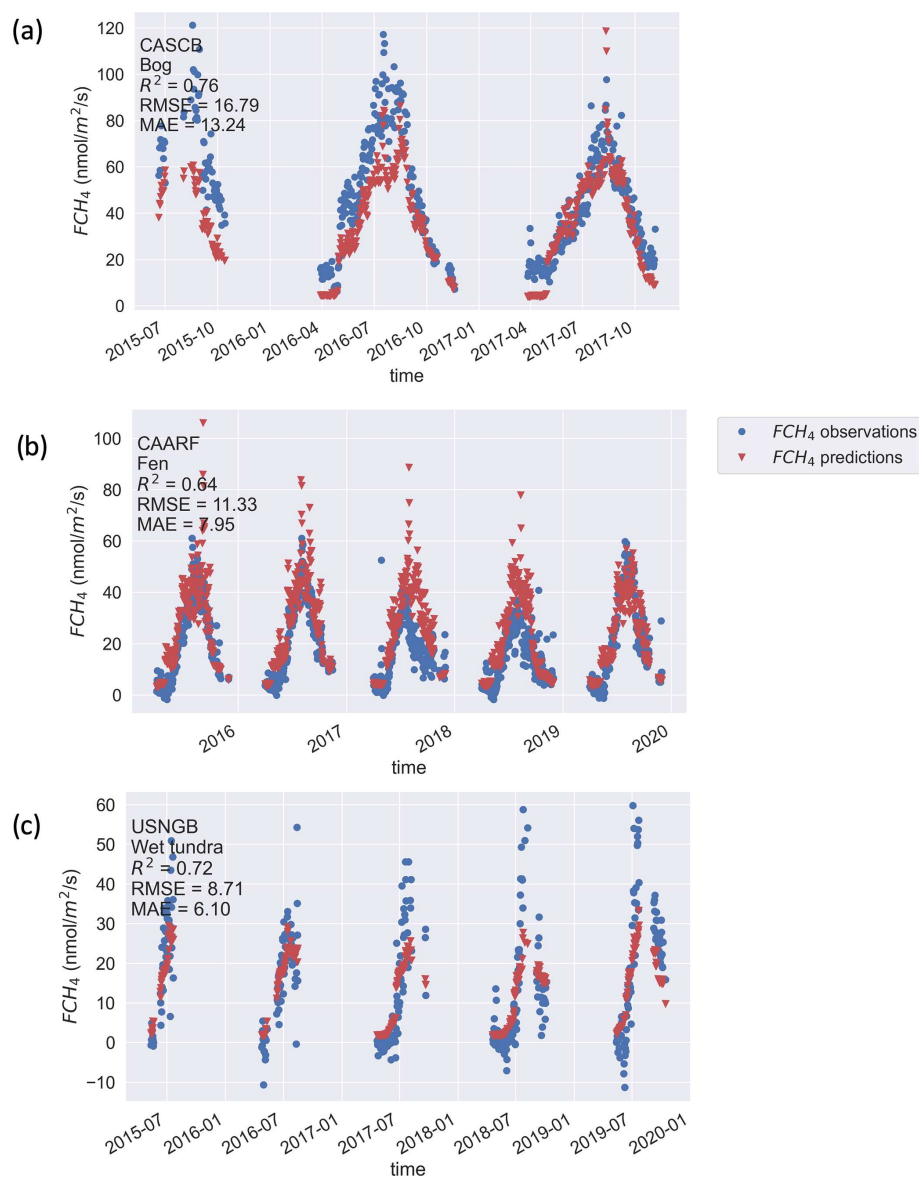 (a)
120
100
80
60
40
20
0
FCH4 (nmol/m²/s)
CASCB
Bog
R² = 0.76
RMSE = 16.79
MAE = 13.24
2015-07
2015-10
2016-01
2016-04
2016-07
2016-10
2017-01
2017-04
2017-07
2017-10
time
(b)
100
80
60
40
20
0
FCH4 (nmol/m²/s)
CAARF
Fen
R² = 0.64
RMSE = 11.33
MAE = 7.95
2016
2017
2018
2019
2020
time
FCH4 observations
FCH4 predictions
(c)
60
50
40
30
20
10
0
−10
FCH4 (nmol/m²/s)
USNGB
Wet tundra
R² = 0.72
RMSE = 8.71
MAE = 6.10
2015-07
2016-01
2016-07
2017-01
2017-07
2018-01
2018-07
2019-01
2019-07
2020-01
time